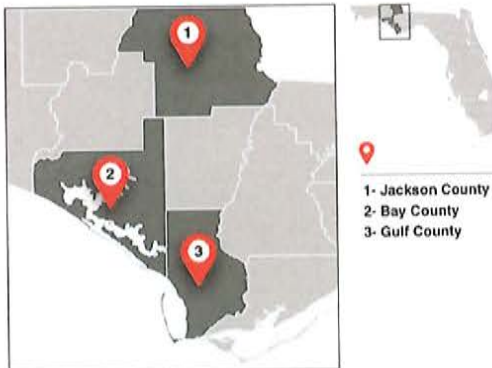 1
2
3
1- Jackson County
2- Bay County
3- Gulf County